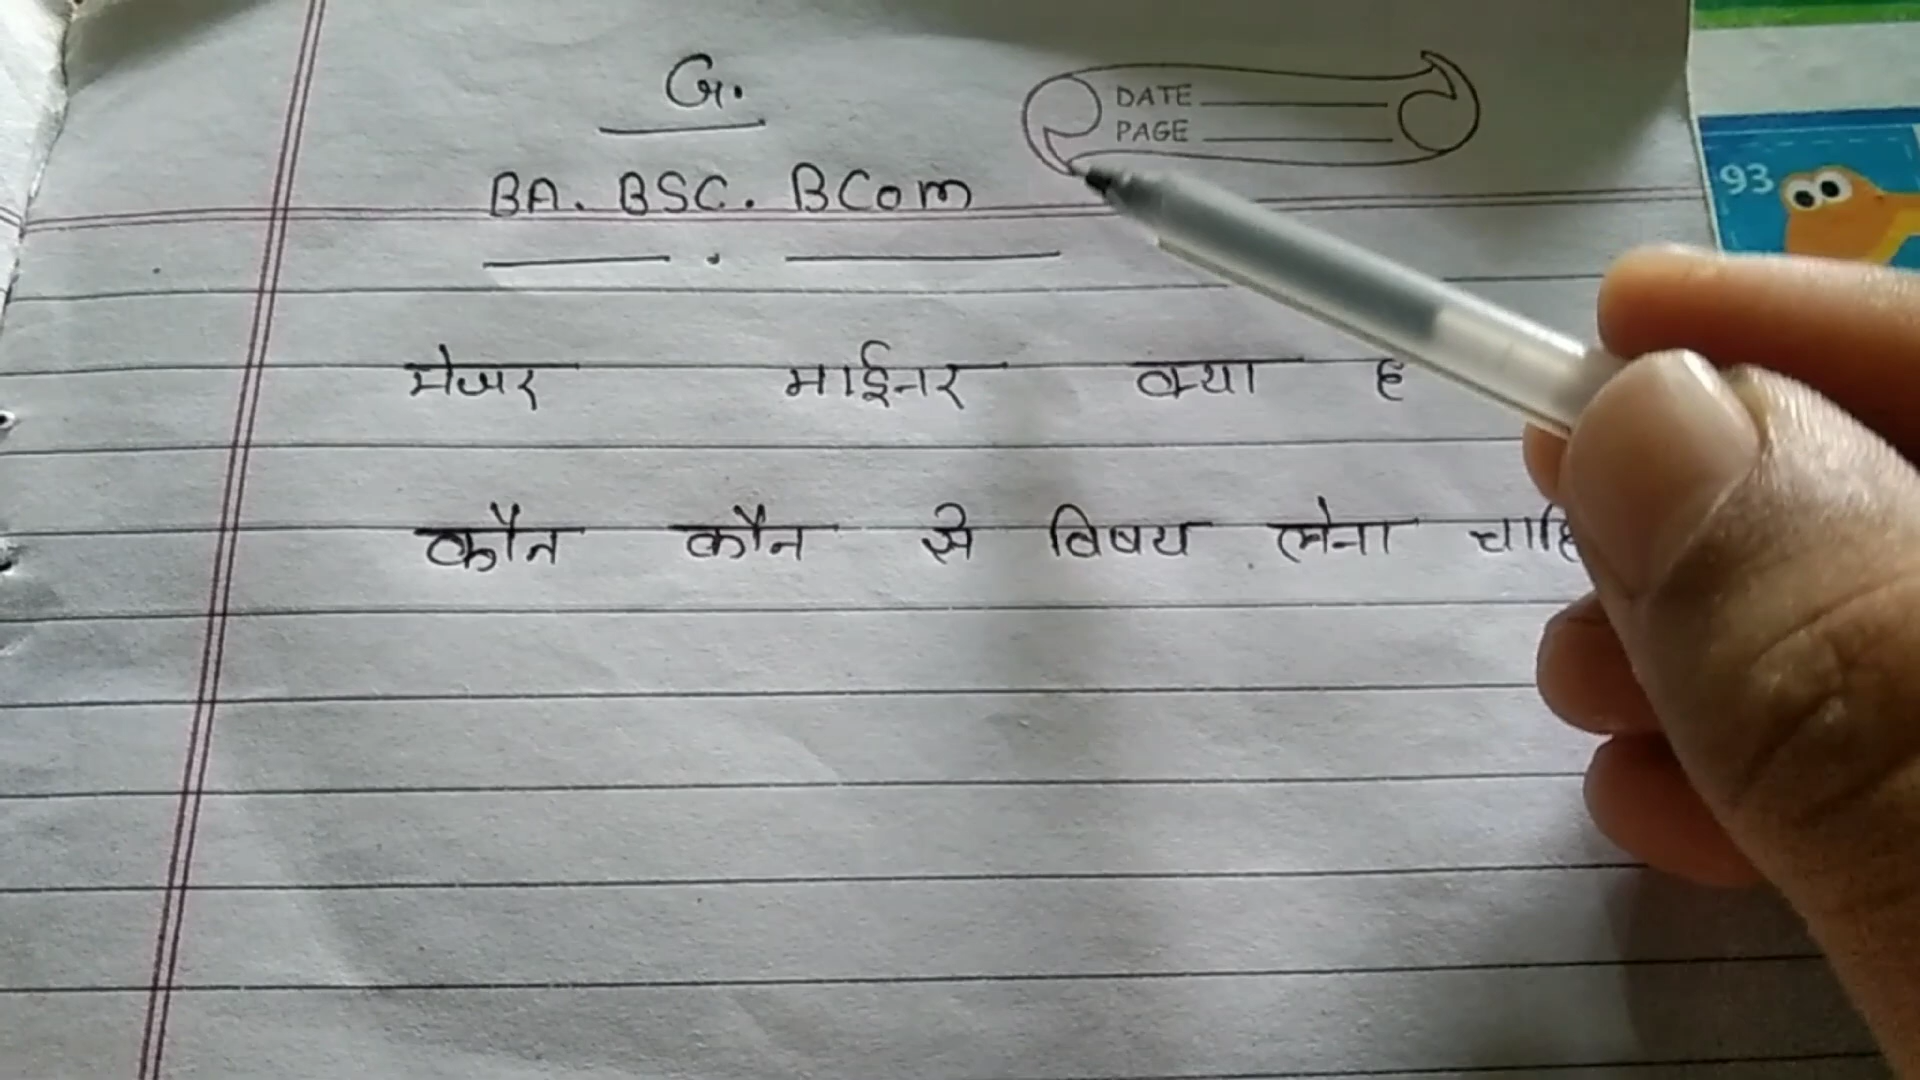 G.
DATE
PAGE
BA. BSC. BCom
93
मेजर माईनर क्या ह
कौन कौन से विषय लेना चाहि